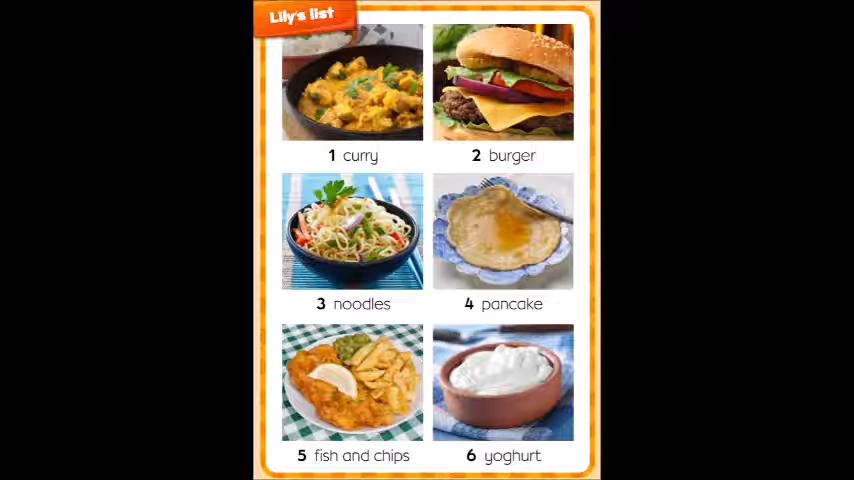 Lily's list
1 curry
2 burger
3 noodles
4 pancake
5 fish and chips
6 yoghurt